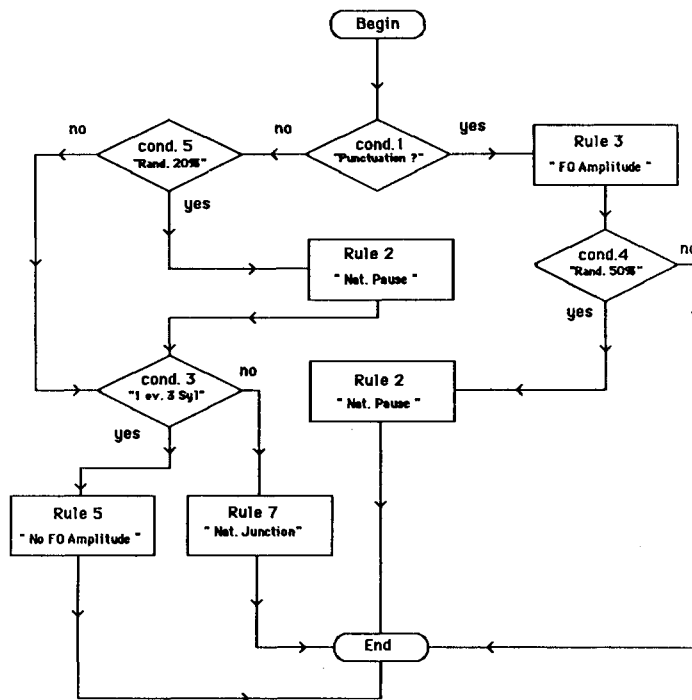 Begin
cond. 1
"Punctuation ?"
no
yes
cond. 5
"Rand. 20%"
no
yes
Rule 3
" F0 Amplitude "
cond.4
"Rand. 50%"
no
yes
Rule 2
" Nat. Pause "
cond. 3
"1 ev. 3 Syl"
no
yes
Rule 2
" Nat. Pause "
Rule 5
" No F0 Amplitude "
Rule 7
"Nat. Junction"
End